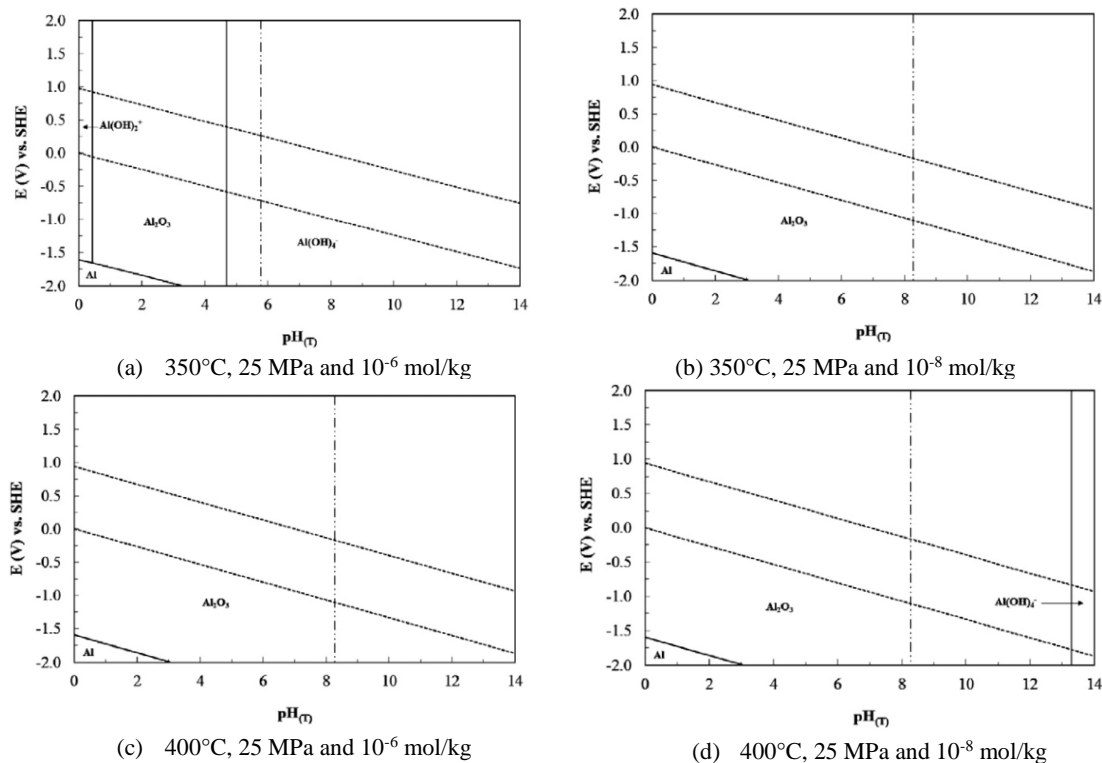 2.0
1.5
1.0
0.5
0.0
-0.5
-1.0
-1.5
-2.0
E (V) vs. SHE
Al(OH)₂⁺
Al₂O₃
Al(OH)₄⁻
Al
0 2 4 6 8 10 12 14
pH(T)
(a) 350°C, 25 MPa and 10⁻⁶ mol/kg
2.0
1.5
1.0
0.5
0.0
-0.5
-1.0
-1.5
-2.0
E (V) vs. SHE
Al₂O₃
Al
0 2 4 6 8 10 12 14
pH(T)
(b) 350°C, 25 MPa and 10⁻⁸ mol/kg
2.0
1.5
1.0
0.5
0.0
-0.5
-1.0
-1.5
-2.0
E (V) vs. SHE
Al₂O₃
Al
0 2 4 6 8 10 12 14
pH(T)
(c) 400°C, 25 MPa and 10⁻⁶ mol/kg
2.0
1.5
1.0
0.5
0.0
-0.5
-1.0
-1.5
-2.0
E (V) vs. SHE
Al₂O₃
Al(OH)₄⁻
Al
0 2 4 6 8 10 12 14
pH(T)
(d) 400°C, 25 MPa and 10⁻⁸ mol/kg